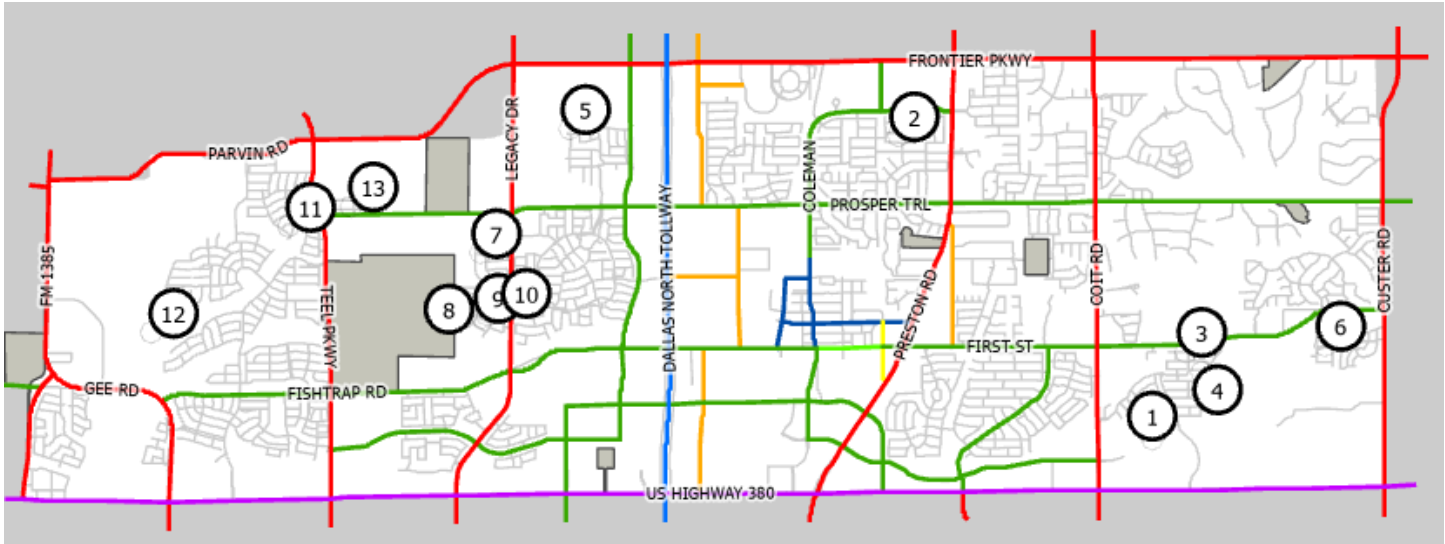 FRONTIER PKWY
5
2
LEGACY DR
PARVIN RD
COLEMAN
13
11
PROSPER TRL
7
FM 1385
DALLAS NORTH TOLLWAY
COIT RD
CUSTER RD
TEEL PKWY
PRESTON RD
12
8
9
10
3
6
FIRST ST
GEE RD
FISHTRAP RD
4
1
US HIGHWAY 380